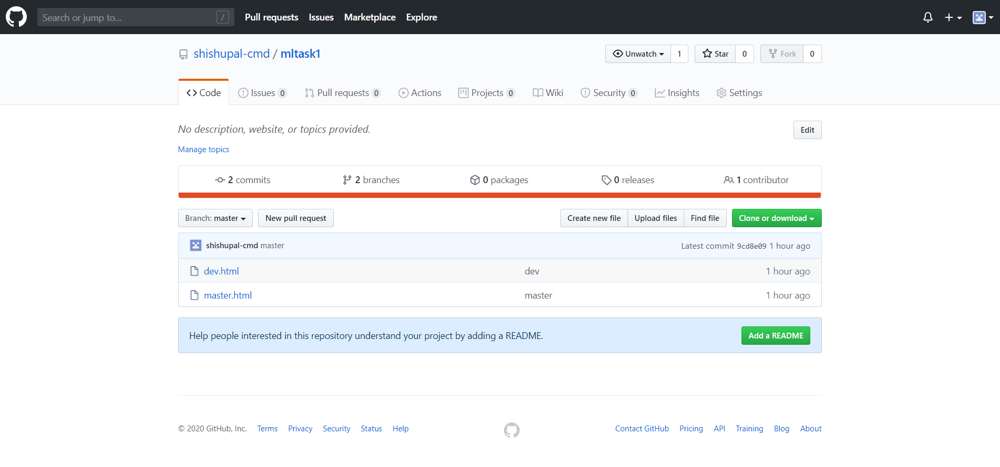 Search or jump to... / Pull requests Issues Marketplace Explore
shishupal-cmd / mltask1 Unwatch 1 Star 0 Fork 0
Code Issues 0 Pull requests 0 Actions Projects 0 Wiki Security 0 Insights Settings
No description, website, or topics provided. Edit
Manage topics
2 commits 2 branches 0 packages 0 releases 1 contributor
Branch: master New pull request Create new file Upload files Find file Clone or download
shishupal-cmd master Latest commit 9cd8e09 1 hour ago
dev.html dev 1 hour ago
master.html master 1 hour ago
Help people interested in this repository understand your project by adding a README. Add a README
© 2020 GitHub, Inc. Terms Privacy Security Status Help Contact GitHub Pricing API Training Blog About